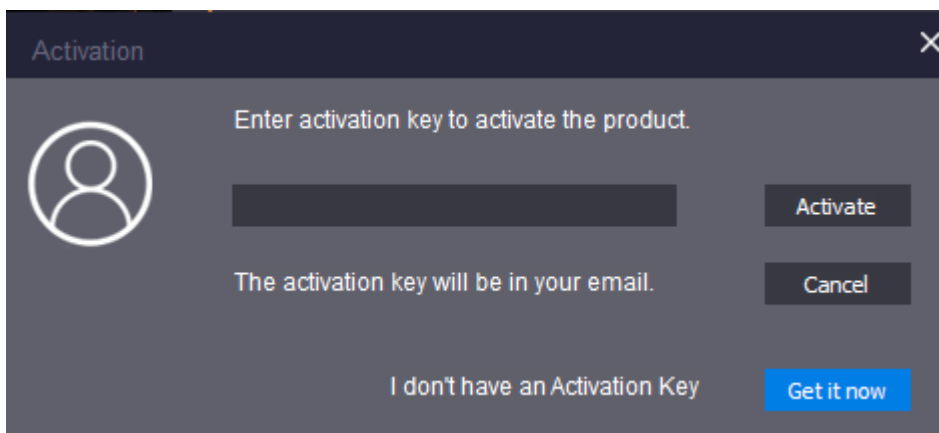 Activation
Enter activation key to activate the product.
Activate
The activation key will be in your email.
Cancel
I don't have an Activation Key
Get it now